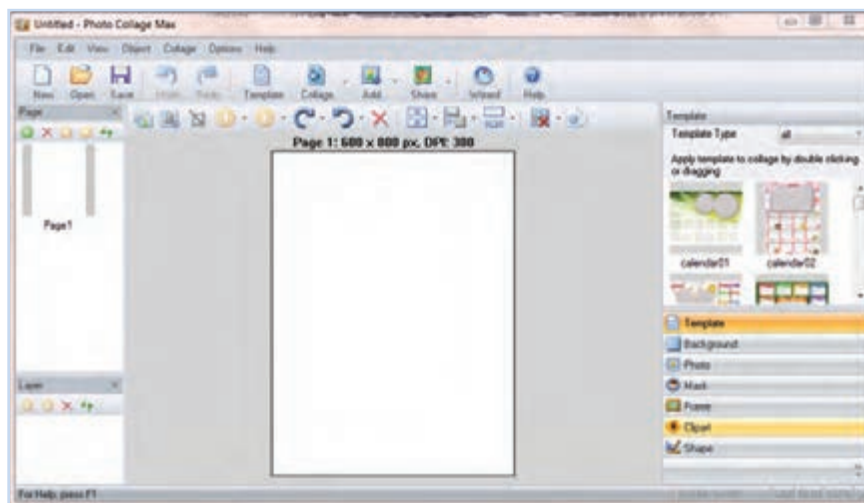 Untitled - Photo Collage Max
File Edit View Object Collage Options Help
New Open Save Undo Redo Template Collage Add Share Wizard Help
Page
Page 1: 600 x 800 px, DPI: 300
Page1
Template
Template Type all
Apply template to collage by double clicking
or dragging
calendar01 calendar02
Template
Background
Photo
Mask
Frame
Clipart
Shape
Layer
For Help, press F1